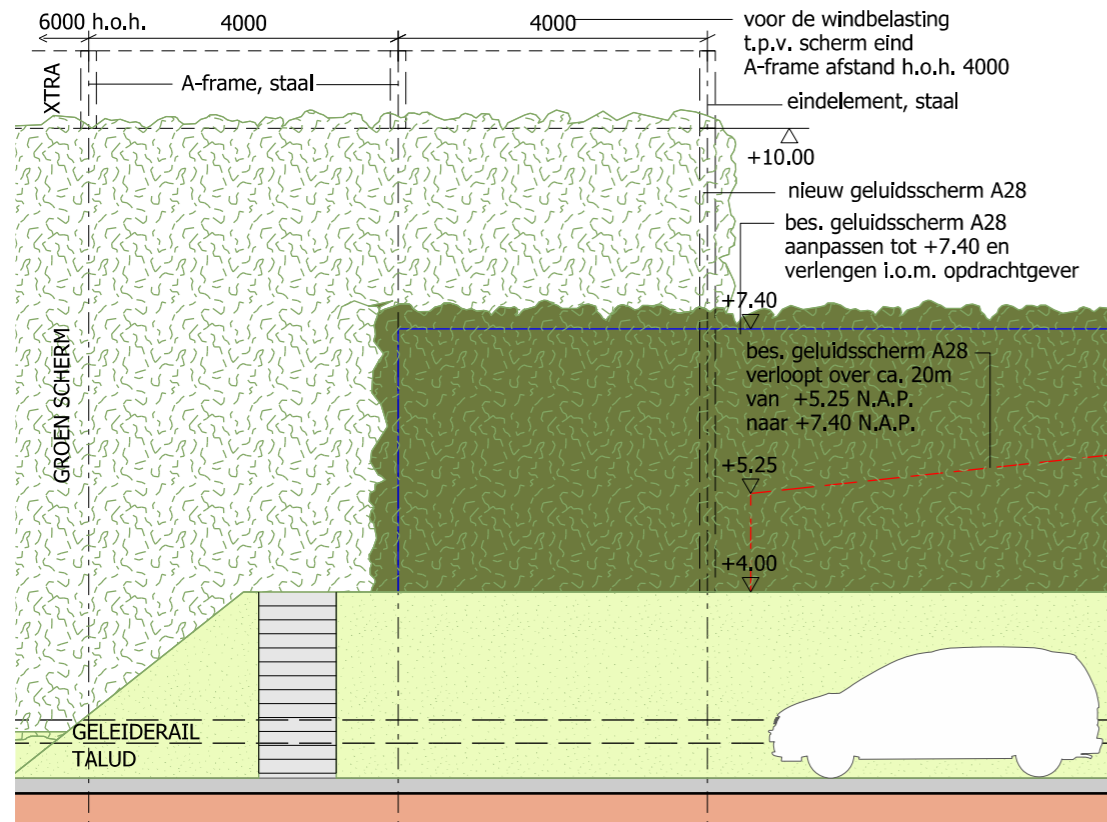 6000 h.o.h.
4000
4000
voor de windbelasting
t.p.v. scherm eind
A-frame afstand h.o.h. 4000
XTRA
A-frame, staal
eindelement, staal
+10.00
nieuw geluidsscherm A28
bes. geluidsscherm A28
aanpassen tot +7.40 en
verlengen i.o.m. opdrachtgever
+7.40
GROEN SCHERM
bes. geluidsscherm A28
verloopt over ca. 20m
van +5.25 N.A.P.
naar +7.40 N.A.P.
+5.25
+4.00
GELEIDERAIL
TALUD